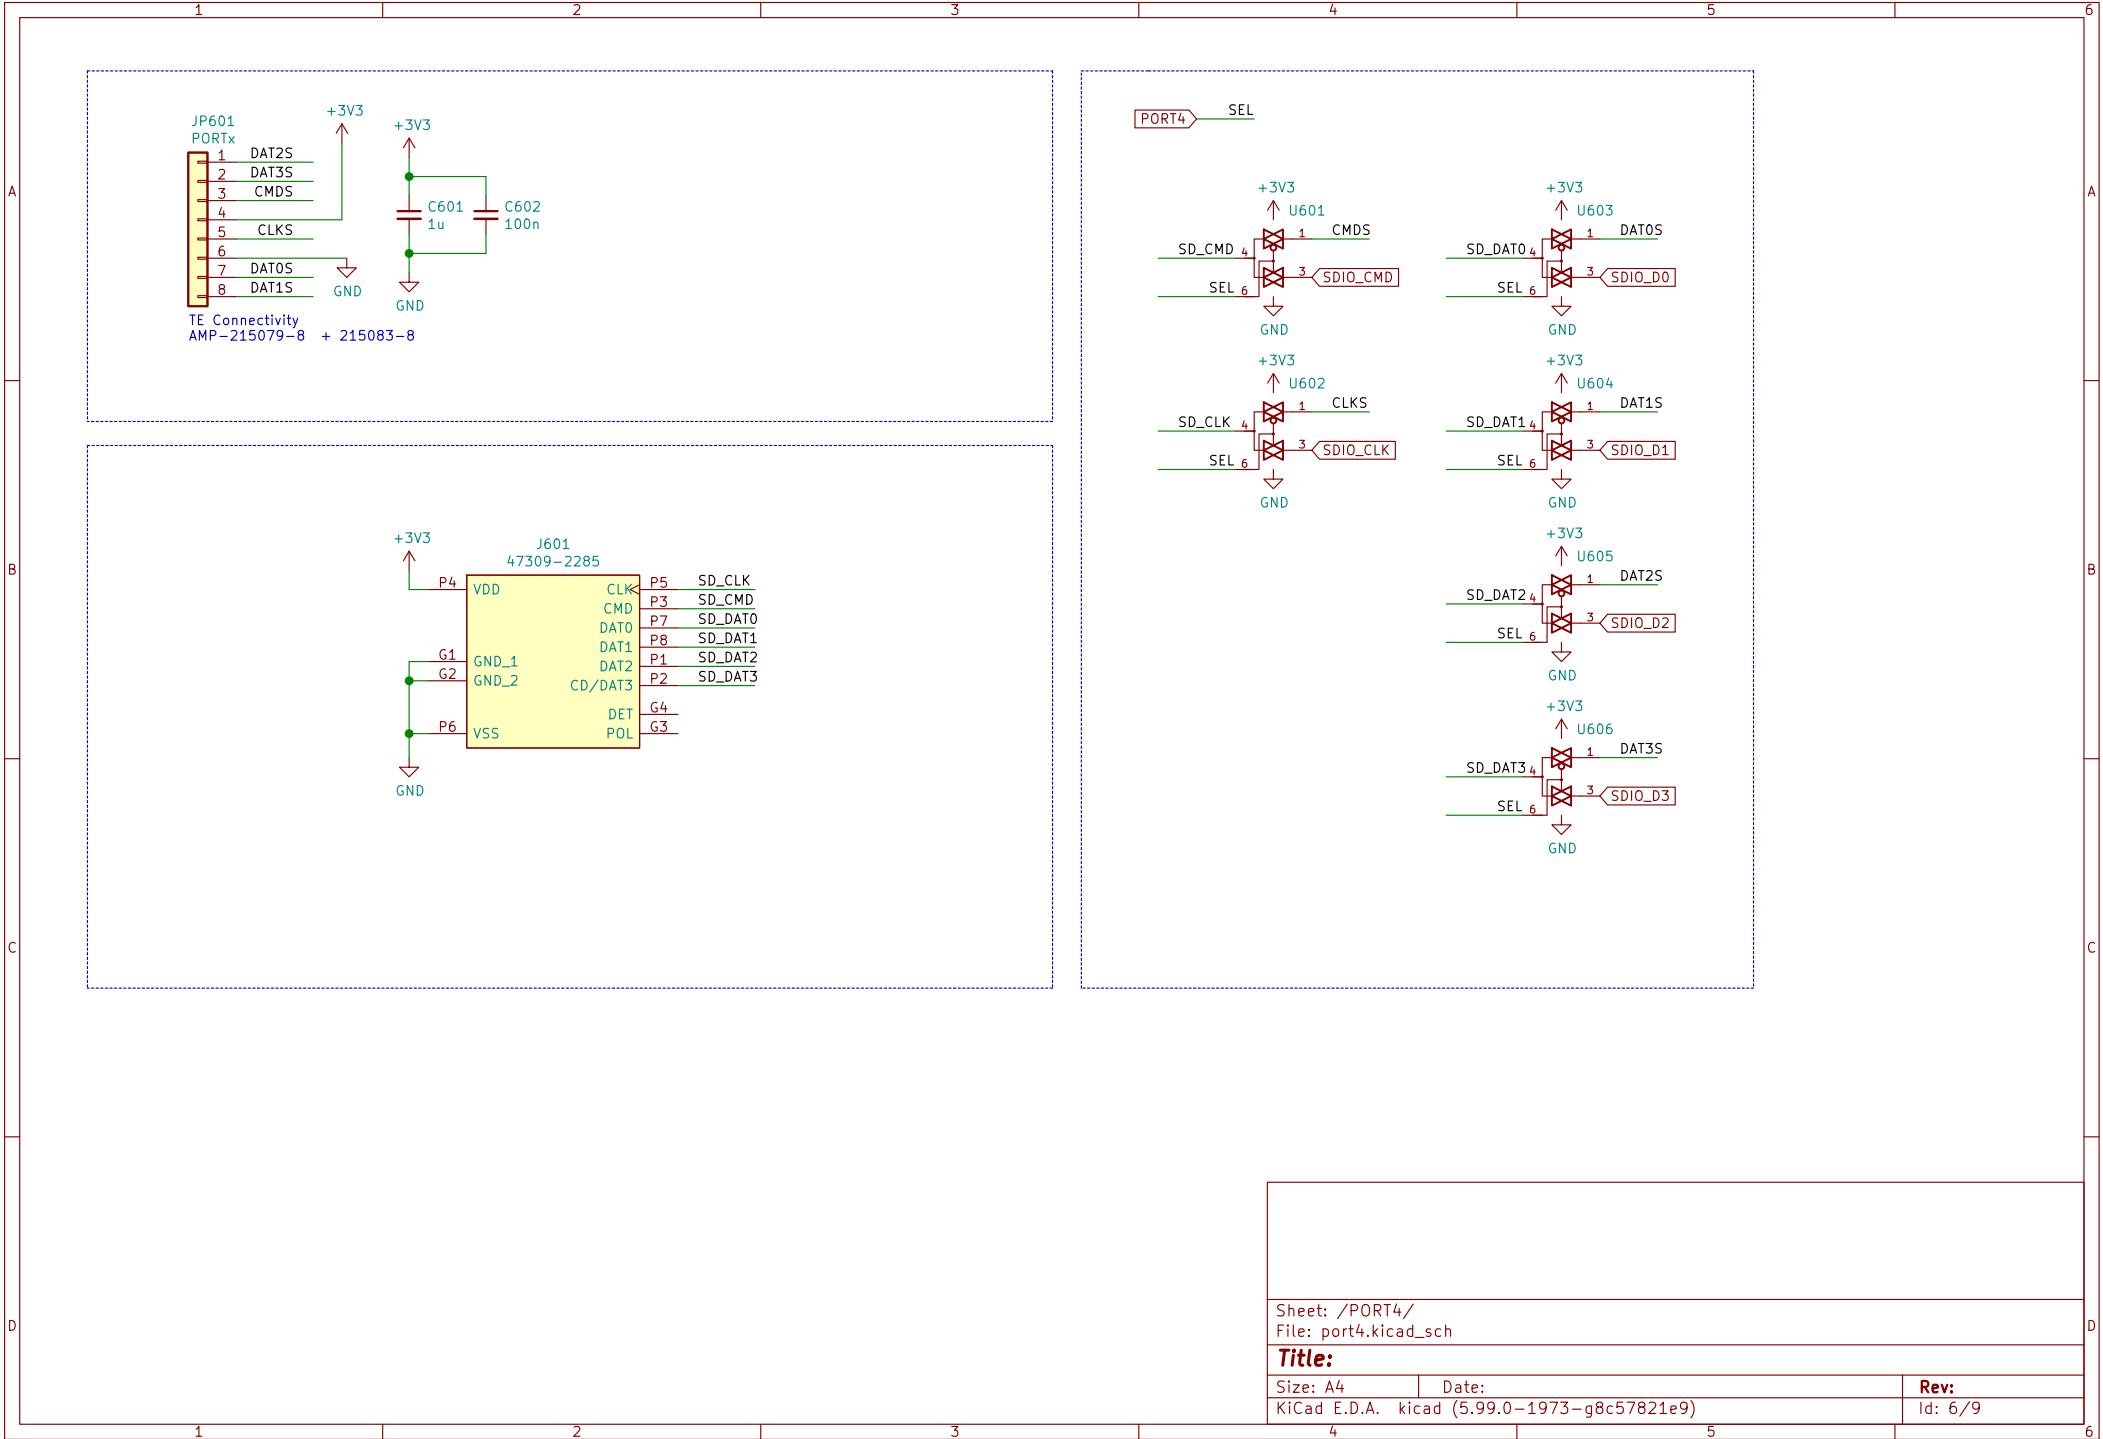 1 2 3 4 5 6
A
B
C
D
JP601
PORTx
+3V3
1 DAT2S
2 DAT3S
3 CMDS
4
5 CLKS
6
7 DAT0S
8 DAT1S
GND
TE Connectivity
AMP-215079-8 + 215083-8
+3V3
C601
1u
C602
100n
GND
+3V3
J601
47309-2285
P4 VDD
G1 GND_1
G2 GND_2
P6 VSS
GND
CLK P5 SD_CLK
CMD P3 SD_CMD
DAT0 P7 SD_DAT0
DAT1 P8 SD_DAT1
DAT2 P1 SD_DAT2
CD/DAT3 P2 SD_DAT3
DET G4
POL G3
PORT4 SEL
+3V3
U601
1 CMDS
SD_CMD 4
3 SDIO_CMD
SEL 6
GND
+3V3
U603
1 DAT0S
SD_DAT0 4
3 SDIO_D0
SEL 6
GND
+3V3
U602
1 CLKS
SD_CLK 4
3 SDIO_CLK
SEL 6
GND
+3V3
U604
1 DAT1S
SD_DAT1 4
3 SDIO_D1
SEL 6
GND
+3V3
U605
1 DAT2S
SD_DAT2 4
3 SDIO_D2
SEL 6
GND
+3V3
U606
1 DAT3S
SD_DAT3 4
3 SDIO_D3
SEL 6
GND
A
B
C
D
Sheet: /PORT4/
File: port4.kicad_sch
Title:
Size: A4 Date: Rev:
KiCad E.D.A. kicad (5.99.0-1973-g8c57821e9) Id: 6/9
1 2 3 4 5 6